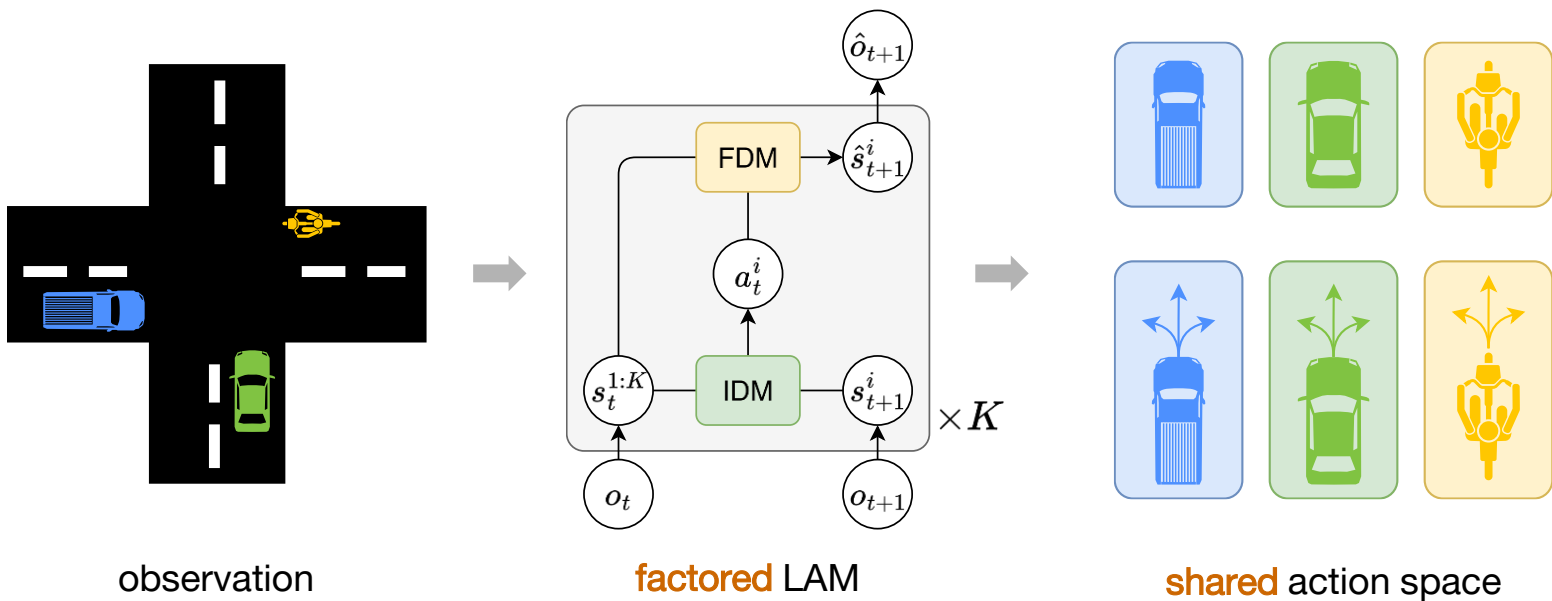 ô_{t+1}
FDM
ŝ^i_{t+1}
a^i_t
s^{1:K}_t
IDM
s^i_{t+1}
×K
o_t
o_{t+1}
observation
factored LAM
shared action space